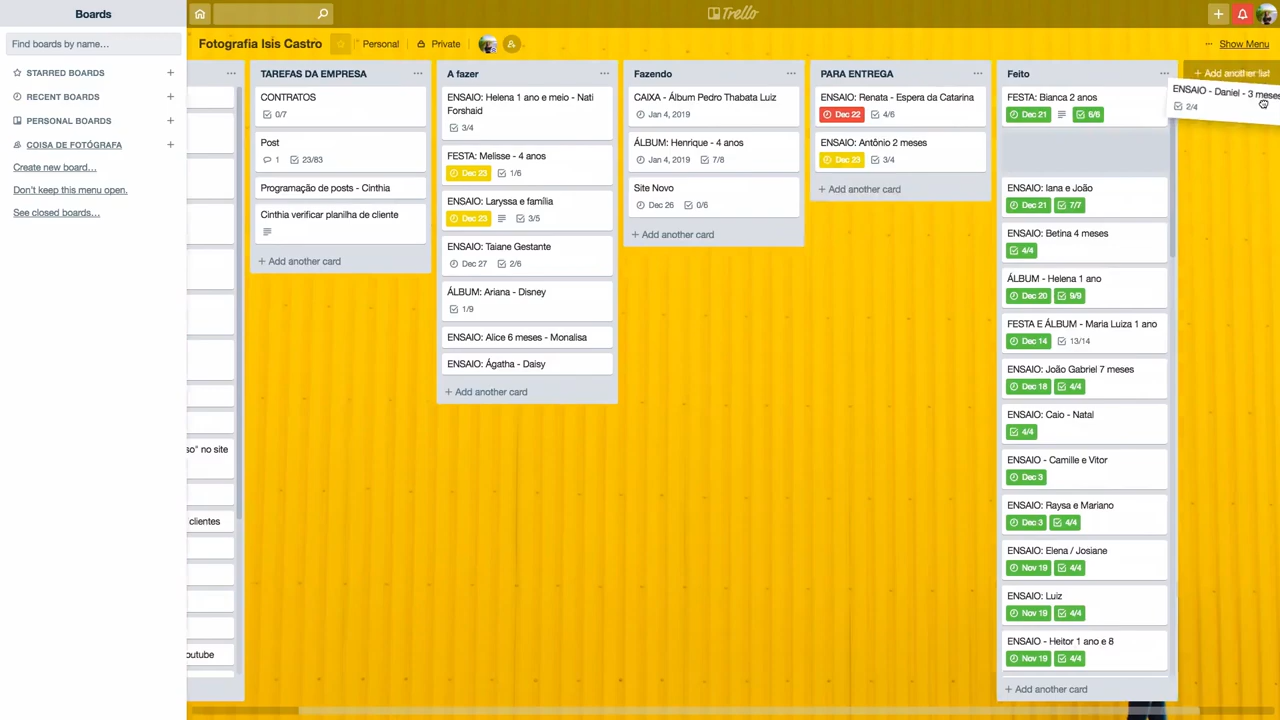 Boards
Find boards by name…
STARRED BOARDS
RECENT BOARDS
PERSONAL BOARDS
COISA DE FOTÓGRAFA
Create new board…
Don't keep this menu open.
See closed boards…
Trello
Fotografia Isis Castro
Personal
Private
Show Menu
so" no site
clientes
outube
TAREFAS DA EMPRESA
CONTRATOS
0/7
Post
1 23/83
Programação de posts - Cinthia
Cinthia verificar planilha de cliente
+ Add another card
A fazer
ENSAIO: Helena 1 ano e meio - Nati
Forshaid
3/4
FESTA: Melisse - 4 anos
Dec 23 1/6
ENSAIO: Laryssa e família
Dec 23 3/5
ENSAIO: Taiane Gestante
Dec 27 2/6
ÁLBUM: Ariana - Disney
1/9
ENSAIO: Alice 6 meses - Monalisa
ENSAIO: Ágatha - Daisy
+ Add another card
Fazendo
CAIXA - Álbum Pedro Thabata Luiz
Jan 4, 2019
ÁLBUM: Henrique - 4 anos
Jan 4, 2019 7/8
Site Novo
Dec 26 0/6
+ Add another card
PARA ENTREGA
ENSAIO: Renata - Espera da Catarina
Dec 22 4/6
ENSAIO: Antônio 2 meses
Dec 23 3/4
+ Add another card
Feito
FESTA: Bianca 2 anos
Dec 21 6/6
ENSAIO: Iana e João
Dec 21 7/7
ENSAIO: Betina 4 meses
4/4
ÁLBUM - Helena 1 ano
Dec 20 9/9
FESTA E ÁLBUM - Maria Luiza 1 ano
Dec 14 13/14
ENSAIO: João Gabriel 7 meses
Dec 18 4/4
ENSAIO: Caio - Natal
4/4
ENSAIO - Camille e Vitor
Dec 3
ENSAIO: Raysa e Mariano
Dec 3 4/4
ENSAIO: Elena / Josiane
Nov 19 4/4
ENSAIO: Luiz
Nov 19 4/4
ENSAIO - Heitor 1 ano e 8
Nov 19 4/4
+ Add another card
+ Add another list
ENSAIO - Daniel - 3 meses
2/4